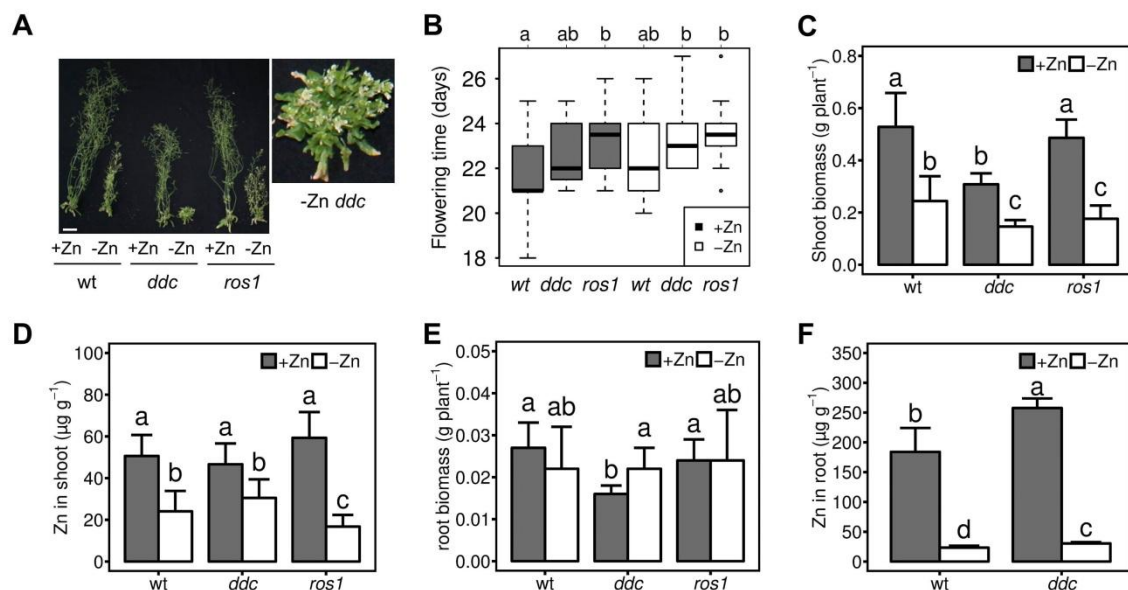 A
+Zn -Zn +Zn -Zn +Zn -Zn
wt ddc ros1
-Zn ddc
B
a ab b ab b b
Flowering time (days)
26
24
22
20
18
+Zn
−Zn
wt ddc ros1 wt ddc ros1
C
Shoot biomass (g plant⁻¹)
0.8
0.6
0.4
0.2
0.0
+Zn −Zn
a b b c a c
wt ddc ros1
D
Zn in shoot (µg g⁻¹)
100
80
60
40
20
0
+Zn −Zn
a b a b a c
wt ddc ros1
E
root biomass (g plant⁻¹)
0.05
0.04
0.03
0.02
0.01
0.00
+Zn −Zn
a ab b a a ab
wt ddc ros1
F
Zn in root (µg g⁻¹)
350
300
250
200
150
100
50
0
+Zn −Zn
b d a c
wt ddc